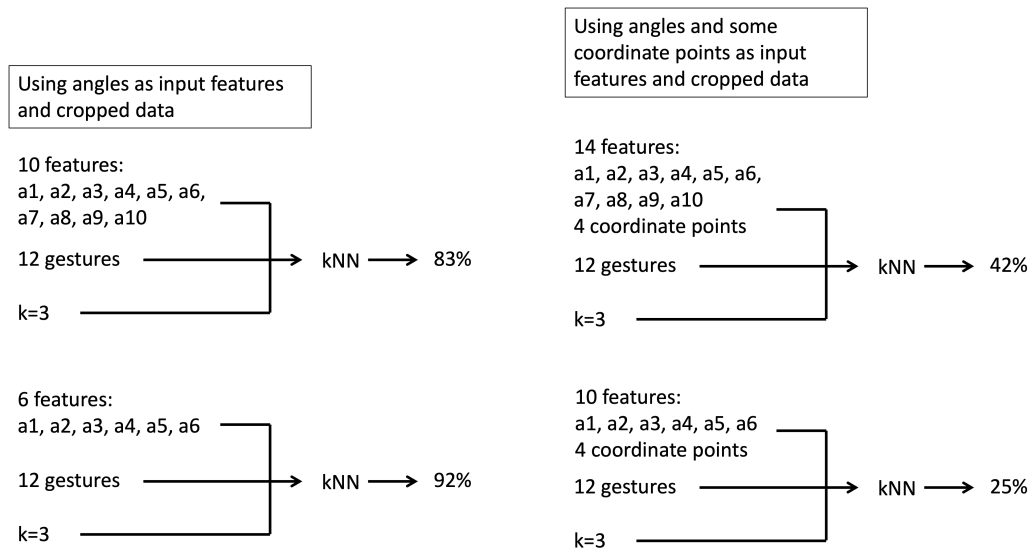 Using angles as input features
and cropped data
10 features:
a1, a2, a3, a4, a5, a6,
a7, a8, a9, a10
12 gestures
kNN
83%
k=3
6 features:
a1, a2, a3, a4, a5, a6
12 gestures
kNN
92%
k=3
Using angles and some
coordinate points as input
features and cropped data
14 features:
a1, a2, a3, a4, a5, a6,
a7, a8, a9, a10
4 coordinate points
12 gestures
kNN
42%
k=3
10 features:
a1, a2, a3, a4, a5, a6
4 coordinate points
12 gestures
kNN
25%
k=3